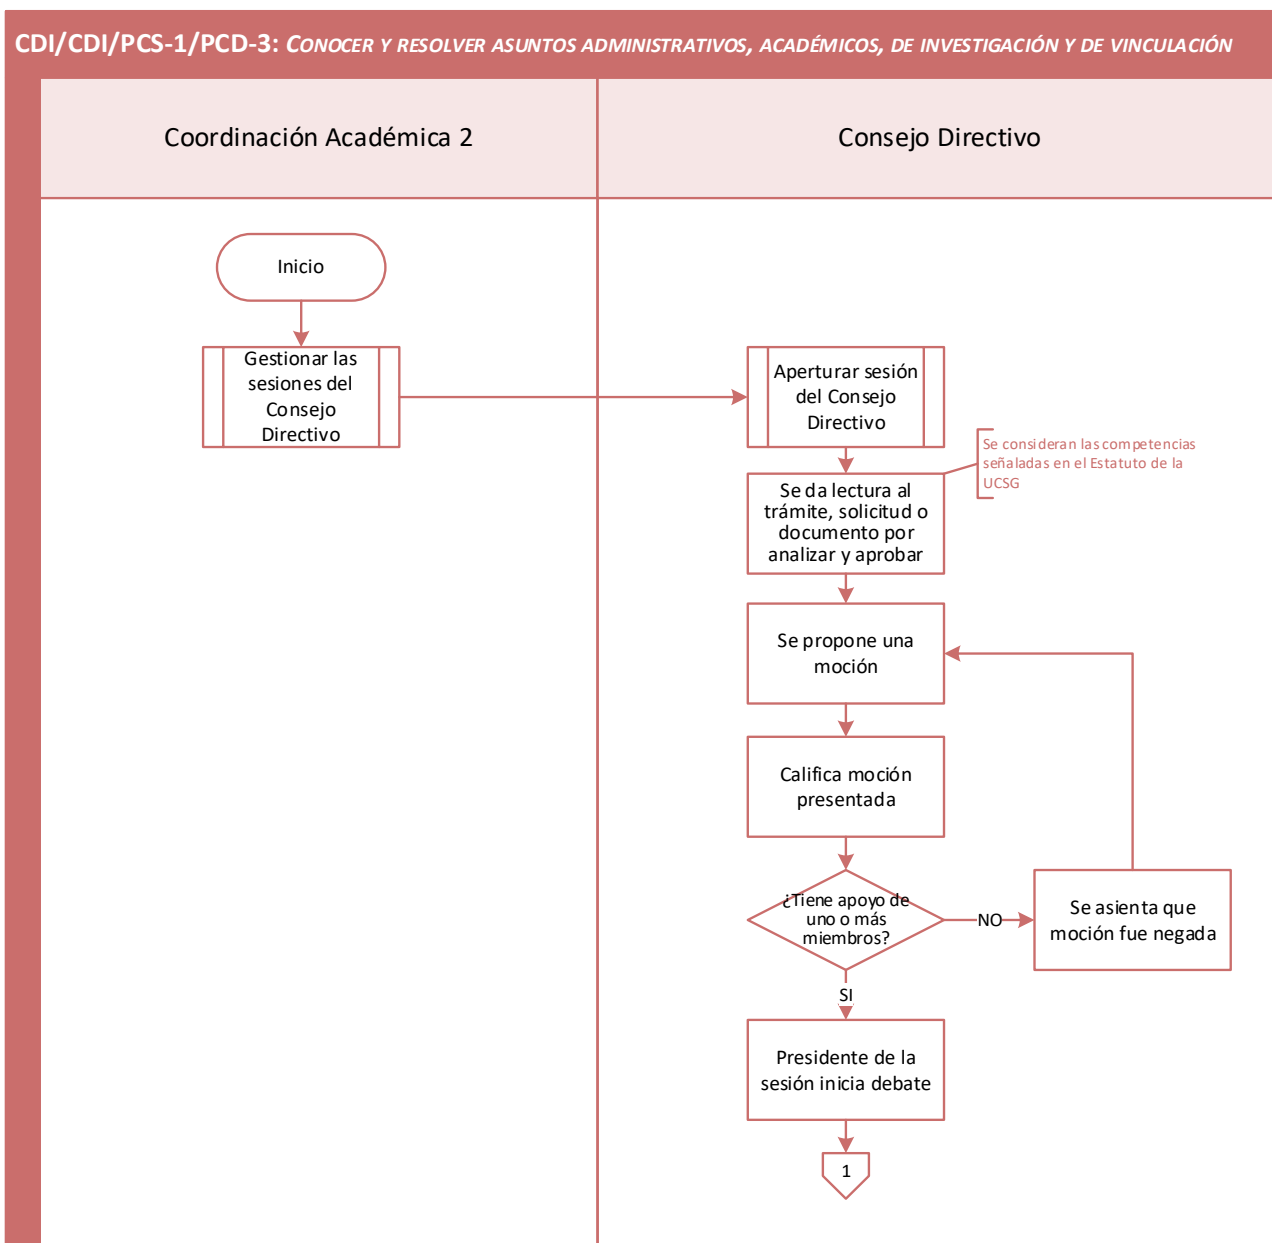 CDI/CDI/PCS-1/PCD-3: CONOCER Y RESOLVER ASUNTOS ADMINISTRATIVOS, ACADÉMICOS, DE INVESTIGACIÓN Y DE VINCULACIÓN
Coordinación Académica 2
Consejo Directivo
Inicio
Gestionar las
sesiones del
Consejo
Directivo
Aperturar sesión
del Consejo
Directivo
Se consideran las competencias
señaladas en el Estatuto de la
UCSG
Se da lectura al
trámite, solicitud o
documento por
analizar y aprobar
Se propone una
moción
Califica moción
presentada
¿Tiene apoyo de
uno o más
miembros?
NO
Se asienta que
moción fue negada
SI
Presidente de la
sesión inicia debate
1